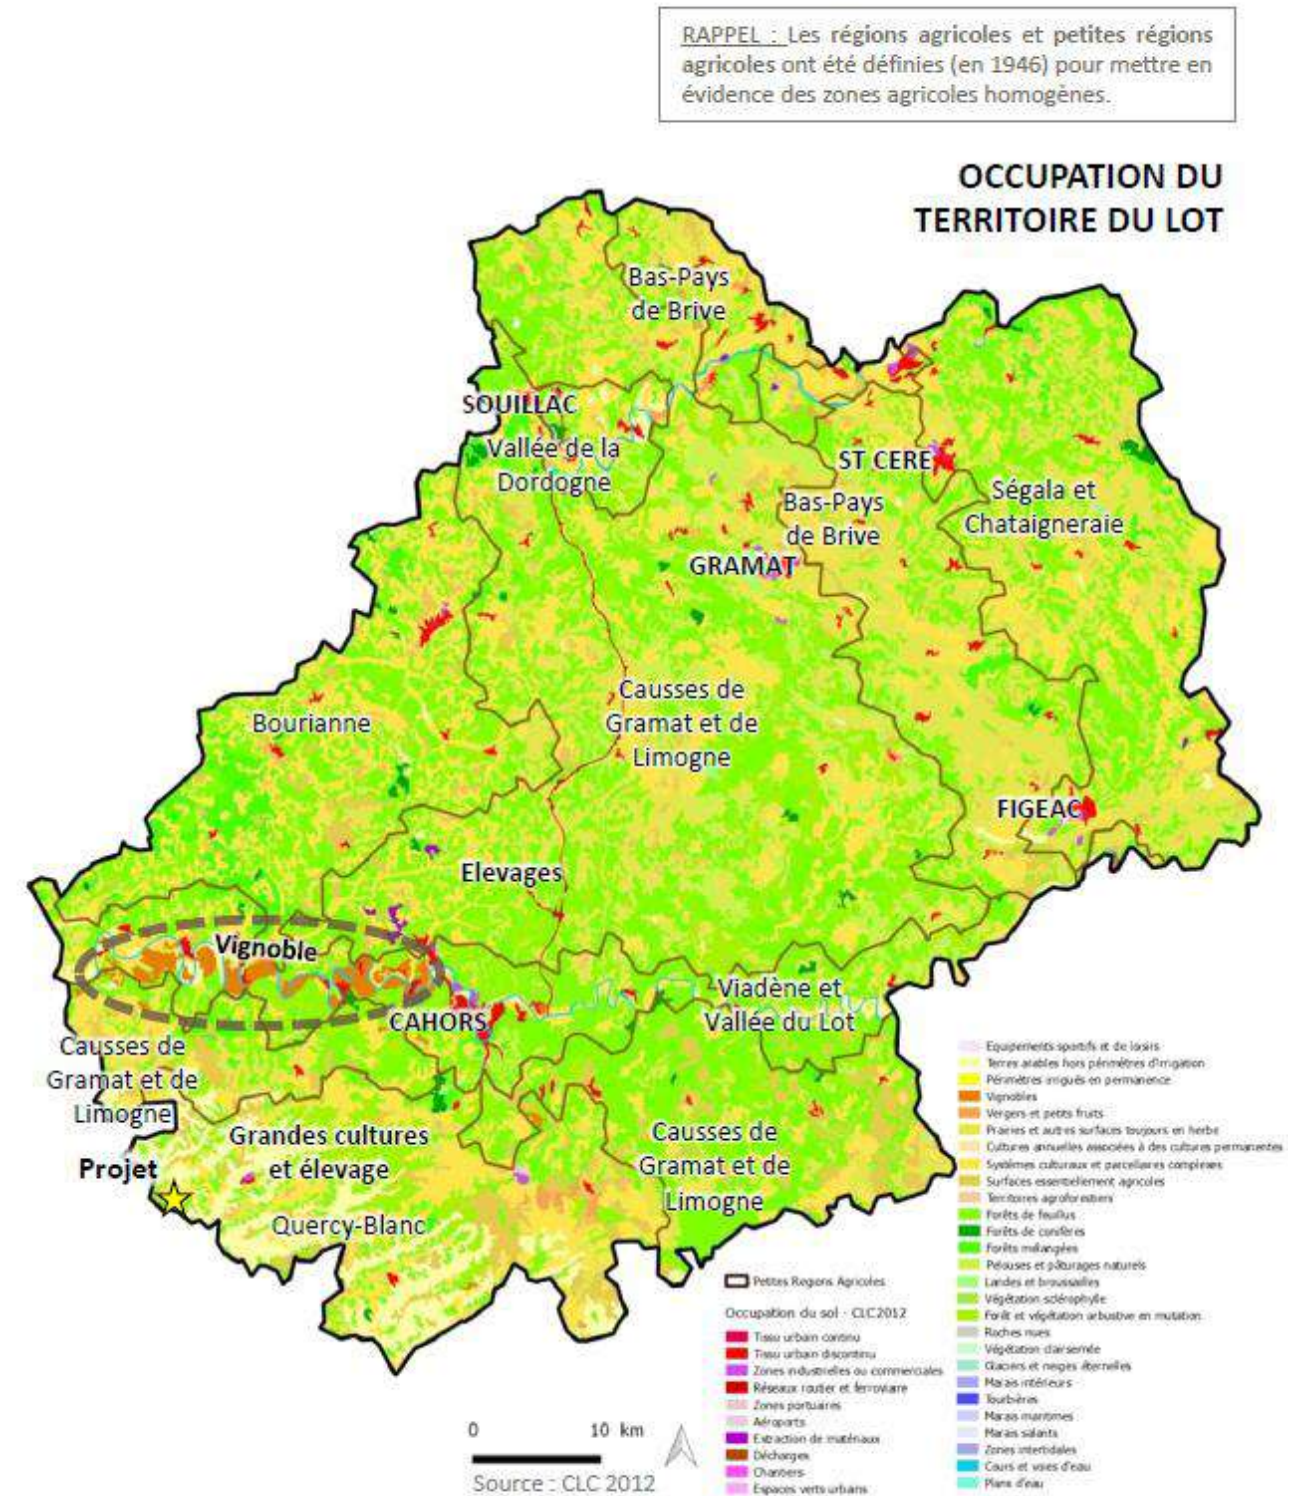 RAPPEL : Les régions agricoles et petites régions
agricoles ont été définies (en 1946) pour mettre en
évidence des zones agricoles homogènes.
OCCUPATION DU
TERRITOIRE DU LOT
Bas-Pays
de Brive
SOUILLAC
Vallée de la
Dordogne
ST CERE
Ségala et
Chataigneraie
Bas-Pays
de Brive
GRAMAT
Causses de
Gramat et de
Limogne
Bourianne
FIGEAC
Elevages
Vignoble
Viadène et
Vallée du Lot
CAHORS
Causses de
Gramat et de
Limogne
Grandes cultures
et élevage
Causses de
Gramat et de
Limogne
Projet
Quercy-Blanc
Petites Regions Agricoles
Occupation du sol - CLC2012
Tissu urbain continu
Tissu urbain discontinu
Zones industrielles ou commerciales
Réseaux routier et ferroviaire
Zones portuaires
Aéroports
Extraction de matériaux
Décharges
Chantiers
Espaces verts urbains
Equipements sportifs et de loisirs
Terres arables hors périmètres d'irrigation
Périmètres irrigués en permanence
Vignobles
Vergers et petits fruits
Prairies et autres surfaces toujours en herbe
Cultures annuelles associées à des cultures permanentes
Systèmes culturaux et parcellaires complexes
Surfaces essentiellement agricoles
Territoires agroforestiers
Forêts de feuillus
Forêts de conifères
Forêts mélangées
Pelouses et pâturages naturels
Landes et broussailles
Végétation sclérophylle
Forêt et végétation arbustive en mutation
Roches nues
Végétation clairsemée
Glaciers et neiges éternelles
Marais intérieurs
Tourbières
Marais maritimes
Marais salants
Zones intertidales
Cours et voies d'eau
Plans d'eau
0 10 km
Source : CLC 2012